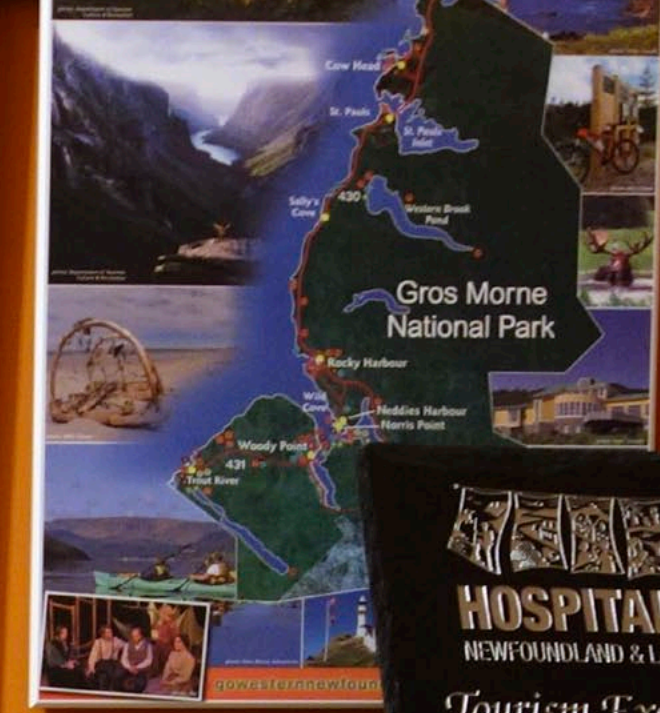 Cow Head
St. Pauls
St. Pauls
Inlet
430
Sally's
Cove
Western Brook
Pond
Gros Morne
National Park
Rocky Harbour
Wild
Cove
Neddies Harbour
Norris Point
Woody Point
431
Trout River
gowesternnewfoun
HOSPITA
NEWFOUNDLAND & L
Tourism Ex